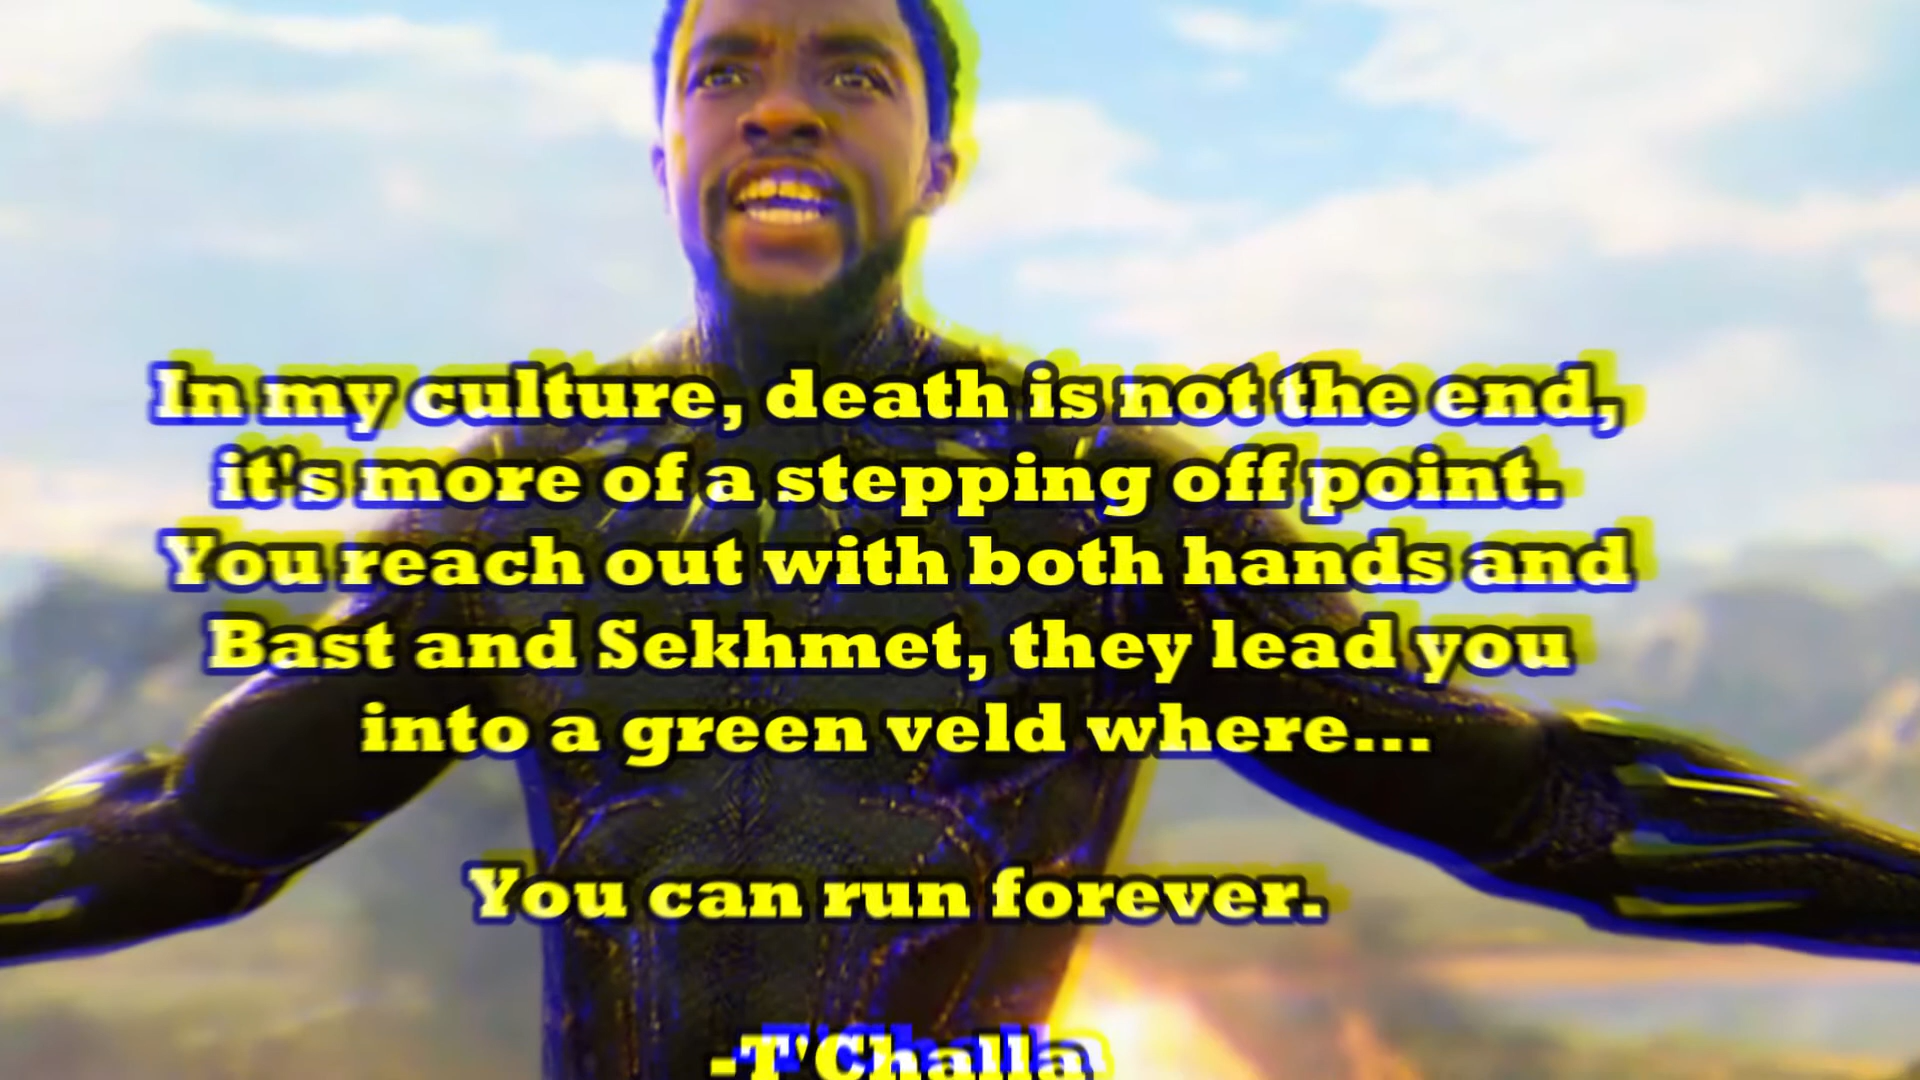 In my culture, death is not the end,
it's more of a stepping off point.
You reach out with both hands and
Bast and Sekhmet, they lead you
into a green veld where...
You can run forever.
-T'Challa